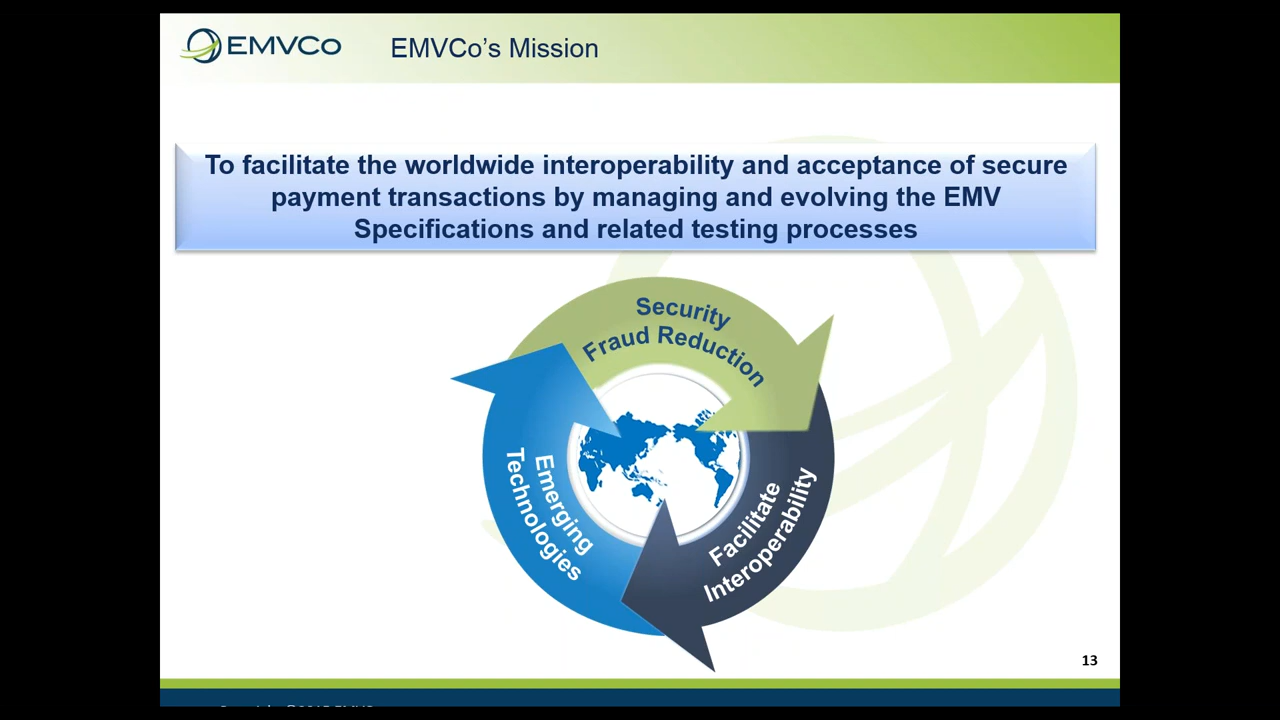 EMVCo
EMVCo's Mission
To facilitate the worldwide interoperability and acceptance of secure
payment transactions by managing and evolving the EMV
Specifications and related testing processes
Security
Fraud Reduction
Emerging
Technologies
Facilitate
Interoperability
13